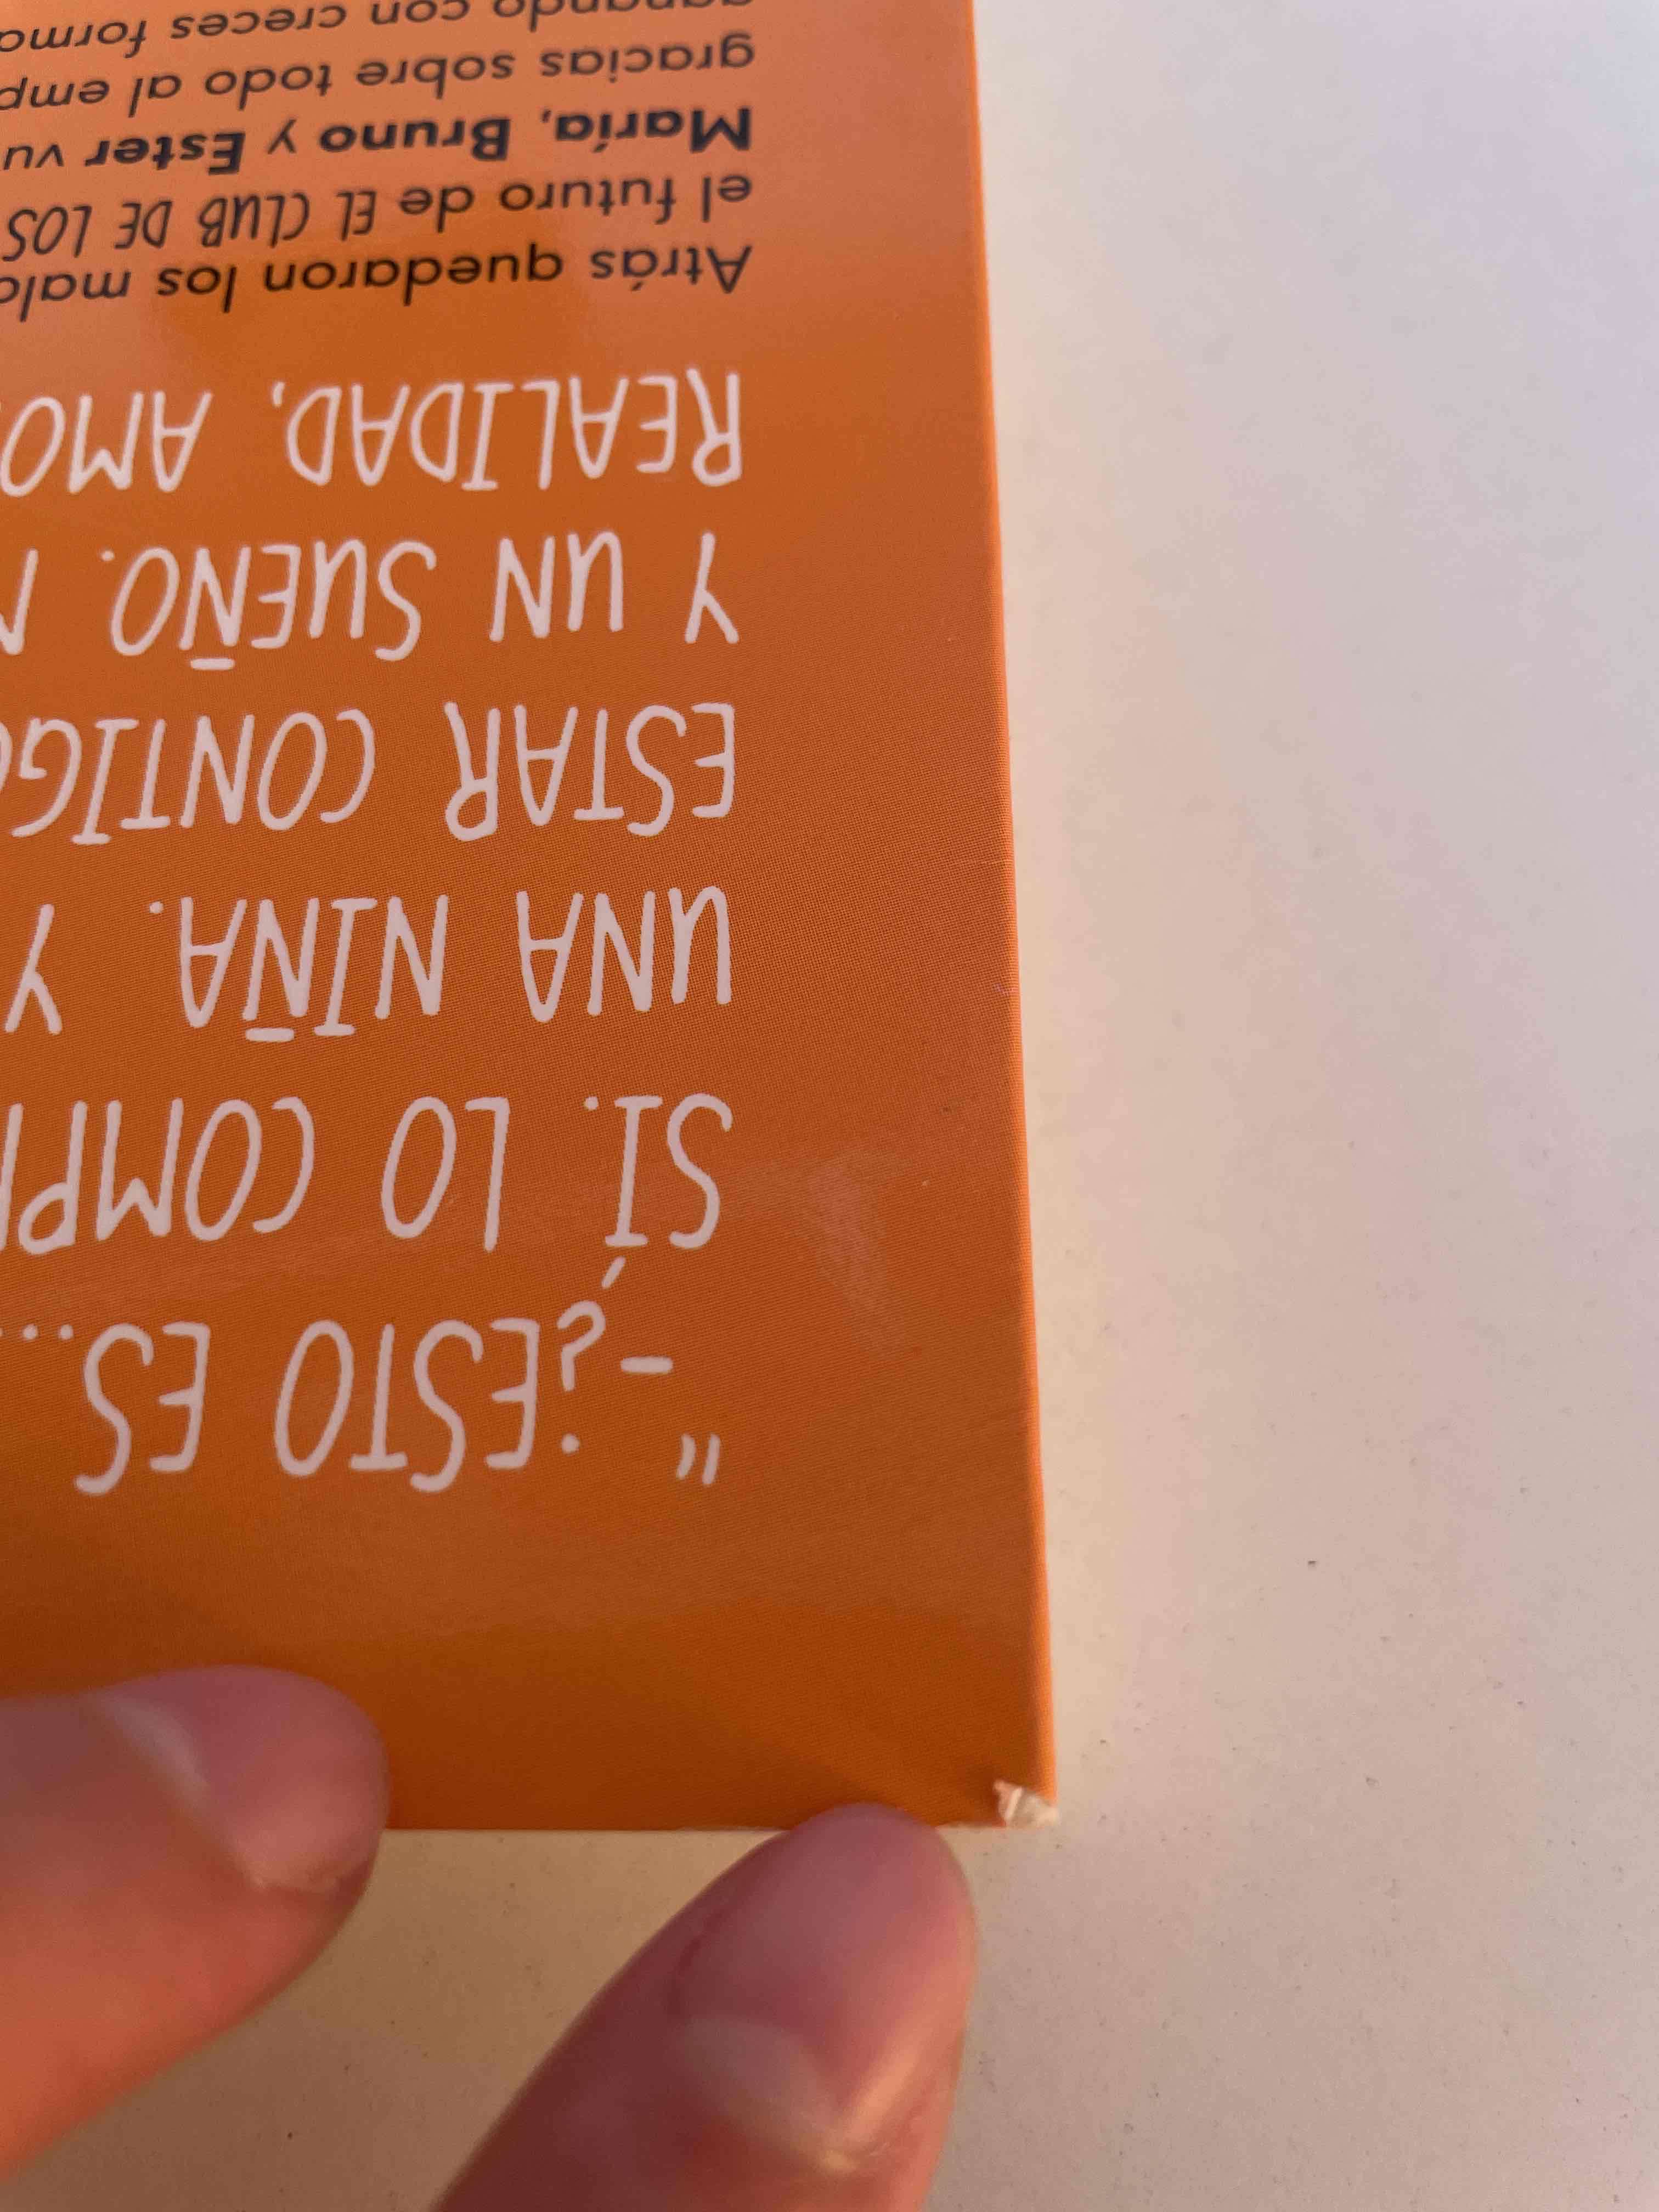 " -¿ESTO ES...
SÍ. LO
UNA NIÑA. Y
ESTAR
Y UN SUEÑO.
REALIDAD,
Atrás quedaron los
el futuro de EL CLUB DE LOS
María, Bruno y Ester
gracias sobre todo al
con creces